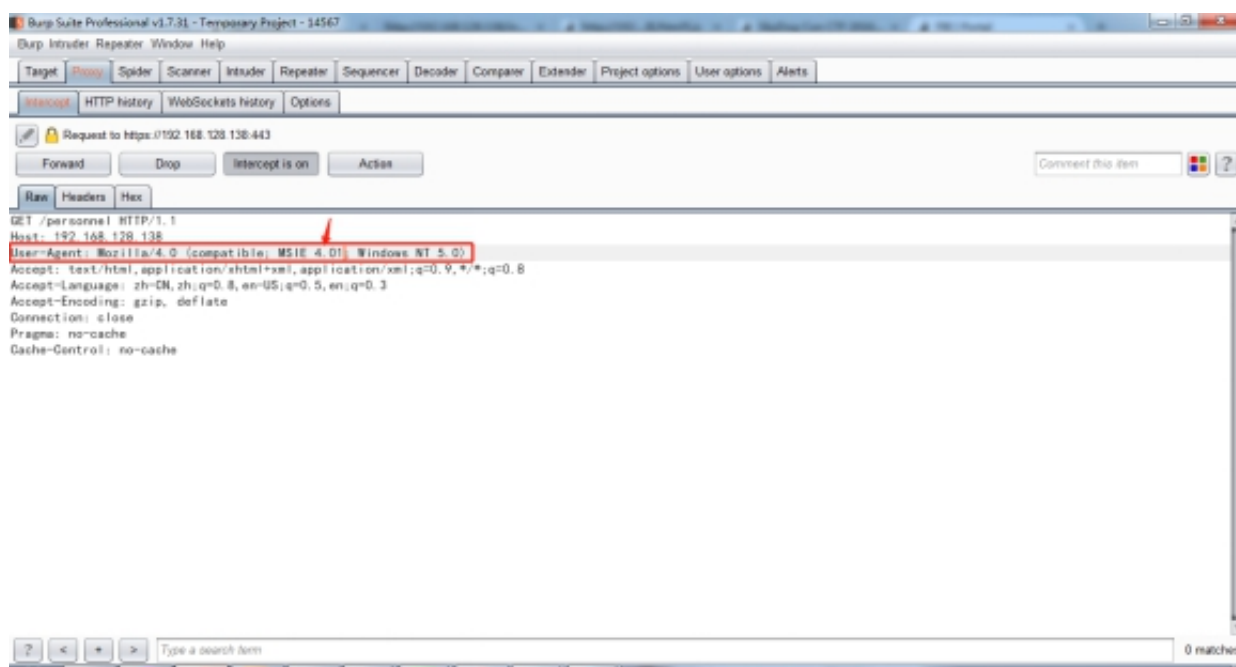 Burp Suite Professional v1.7.31 - Temporary Project - 14567
Burp Intruder Repeater Window Help
Target Proxy Spider Scanner Intruder Repeater Sequencer Decoder Comparer Extender Project options User options Alerts
Intercept HTTP history WebSockets history Options
Request to https://192.168.128.138:443
Forward Drop Intercept is on Action Comment this item ?
Raw Headers Hex
GET /personnel HTTP/1.1
Host: 192.168.128.138
User-Agent: Mozilla/4.0 (compatible; MSIE 4.01; Windows NT 5.0)
Accept: text/html,application/xhtml+xml,application/xml;q=0.9,*/*;q=0.8
Accept-Language: zh-CN,zh;q=0.8,en-US;q=0.5,en;q=0.3
Accept-Encoding: gzip, deflate
Connection: close
Pragma: no-cache
Cache-Control: no-cache
? < + > Type a search term 0 matches